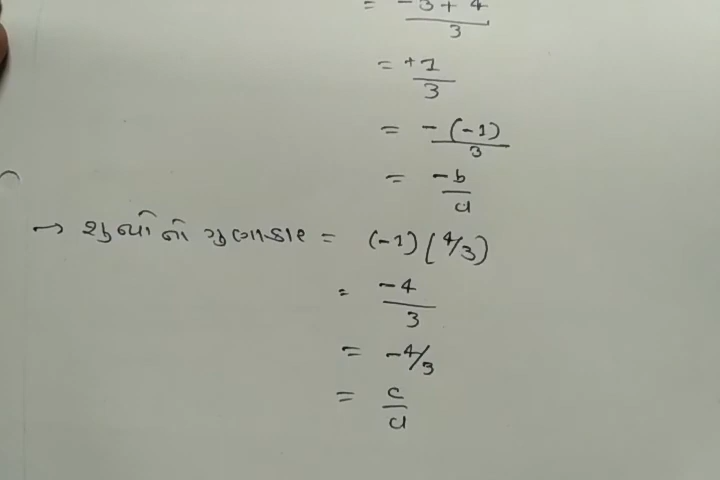 = -3 + 4 / 3
= +1 / 3
= -(-1) / 3
= -b / a
→ શૂન્યોનો ગુણાકાર = (-1) (4/3)
= -4 / 3
= -4/3
= c / a